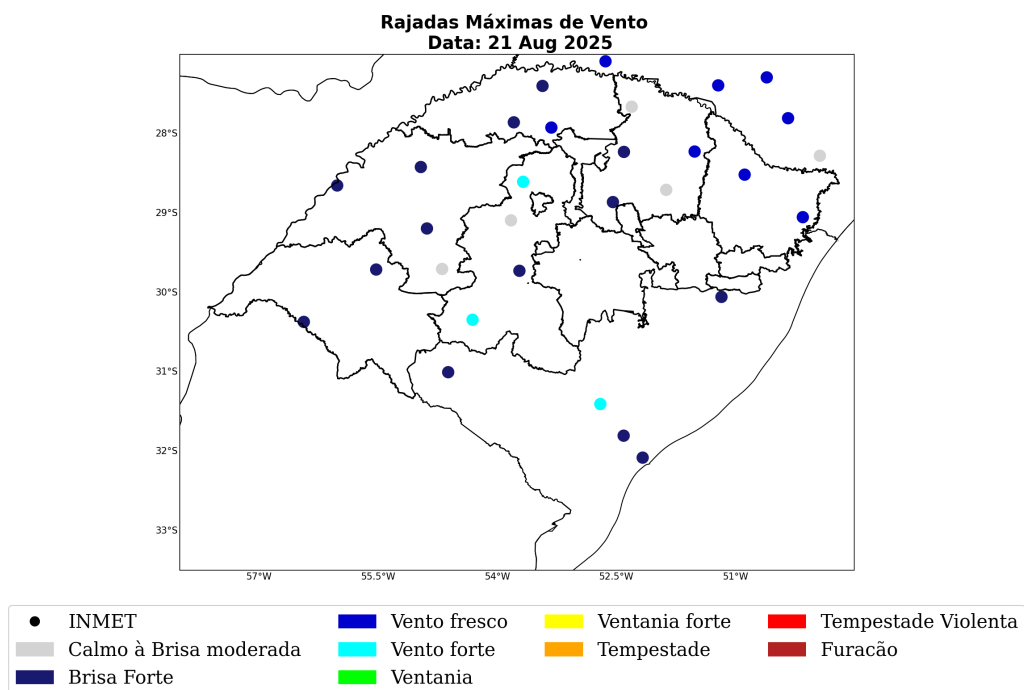 Rajadas Máximas de Vento
Data: 21 Aug 2025
28°S
29°S
30°S
31°S
32°S
33°S
57°W
55.5°W
54°W
52.5°W
51°W
INMET
Calmo à Brisa moderada
Brisa Forte
Vento fresco
Vento forte
Ventania
Ventania forte
Tempestade
Tempestade Violenta
Furacão